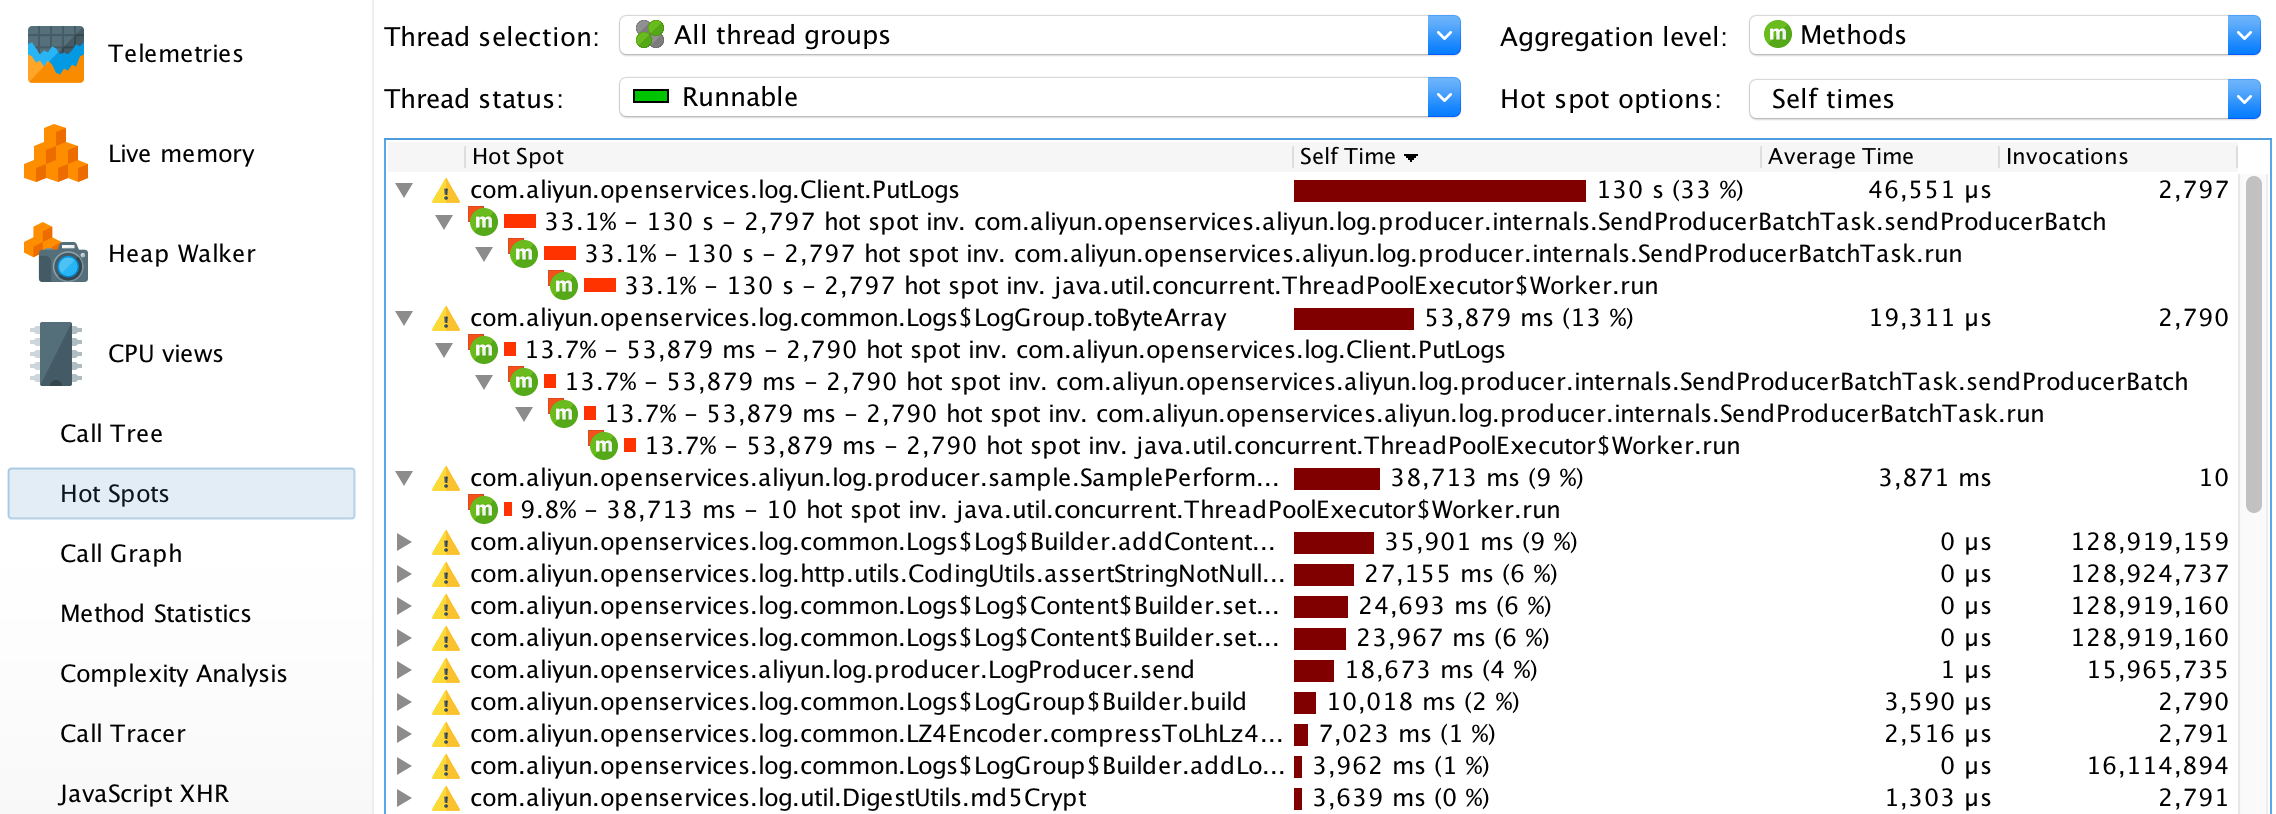 Telemetries
Live memory
Heap Walker
CPU views
Call Tree
Hot Spots
Call Graph
Method Statistics
Complexity Analysis
Call Tracer
JavaScript XHR
Thread selection: All thread groups Aggregation level: m Methods
Thread status: Runnable Hot spot options: Self times
Hot Spot Self Time Average Time Invocations
com.aliyun.openservices.log.Client.PutLogs 130 s (33 %) 46,551 µs 2,797
m 33.1% – 130 s – 2,797 hot spot inv. com.aliyun.openservices.aliyun.log.producer.internals.SendProducerBatchTask.sendProducerBatch
m 33.1% – 130 s – 2,797 hot spot inv. com.aliyun.openservices.aliyun.log.producer.internals.SendProducerBatchTask.run
m 33.1% – 130 s – 2,797 hot spot inv. java.util.concurrent.ThreadPoolExecutor$Worker.run
com.aliyun.openservices.log.common.Logs$LogGroup.toByteArray 53,879 ms (13 %) 19,311 µs 2,790
m 13.7% – 53,879 ms – 2,790 hot spot inv. com.aliyun.openservices.log.Client.PutLogs
m 13.7% – 53,879 ms – 2,790 hot spot inv. com.aliyun.openservices.aliyun.log.producer.internals.SendProducerBatchTask.sendProducerBatch
m 13.7% – 53,879 ms – 2,790 hot spot inv. com.aliyun.openservices.aliyun.log.producer.internals.SendProducerBatchTask.run
m 13.7% – 53,879 ms – 2,790 hot spot inv. java.util.concurrent.ThreadPoolExecutor$Worker.run
com.aliyun.openservices.aliyun.log.producer.sample.SamplePerform... 38,713 ms (9 %) 3,871 ms 10
m 9.8% – 38,713 ms – 10 hot spot inv. java.util.concurrent.ThreadPoolExecutor$Worker.run
com.aliyun.openservices.log.common.Logs$Log$Builder.addContent... 35,901 ms (9 %) 0 µs 128,919,159
com.aliyun.openservices.log.http.utils.CodingUtils.assertStringNotNull... 27,155 ms (6 %) 0 µs 128,924,737
com.aliyun.openservices.log.common.Logs$Log$Content$Builder.set... 24,693 ms (6 %) 0 µs 128,919,160
com.aliyun.openservices.log.common.Logs$Log$Content$Builder.set... 23,967 ms (6 %) 0 µs 128,919,160
com.aliyun.openservices.aliyun.log.producer.LogProducer.send 18,673 ms (4 %) 1 µs 15,965,735
com.aliyun.openservices.log.common.Logs$LogGroup$Builder.build 10,018 ms (2 %) 3,590 µs 2,790
com.aliyun.openservices.log.common.LZ4Encoder.compressToLhLz4... 7,023 ms (1 %) 2,516 µs 2,791
com.aliyun.openservices.log.common.Logs$LogGroup$Builder.addLo... 3,962 ms (1 %) 0 µs 16,114,894
com.aliyun.openservices.log.util.DigestUtils.md5Crypt 3,639 ms (0 %) 1,303 µs 2,791